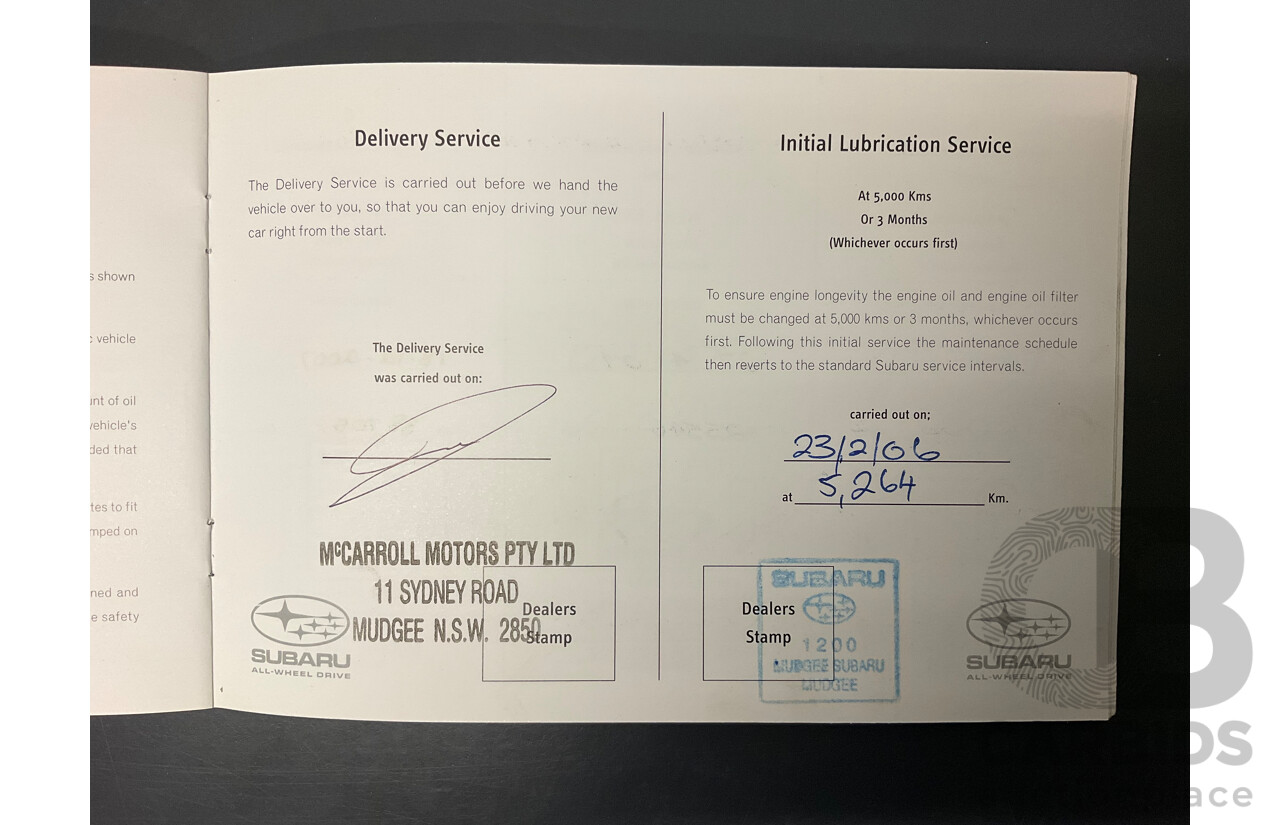 s shown
vehicle
nt of oil
vehicle's
ded that
tes to fit
mped on
ned and
e safety
Delivery Service
The Delivery Service is carried out before we hand the
vehicle over to you, so that you can enjoy driving your new
car right from the start.
The Delivery Service
was carried out on:
McCARROLL MOTORS PTY LTD
11 SYDNEY ROAD
MUDGEE N.S.W. 2850
Dealers
Stamp
SUBARU
ALL-WHEEL DRIVE
Initial Lubrication Service
At 5,000 Kms
Or 3 Months
(Whichever occurs first)
To ensure engine longevity the engine oil and engine oil filter
must be changed at 5,000 kms or 3 months, whichever occurs
first. Following this initial service the maintenance schedule
then reverts to the standard Subaru service intervals.
carried out on;
23/2/06
at 5,264 Km.
Dealers
Stamp
SUBARU
1200
MUDGEE SUBARU
MUDGEE
SUBARU
ALL-WHEEL DRIVE